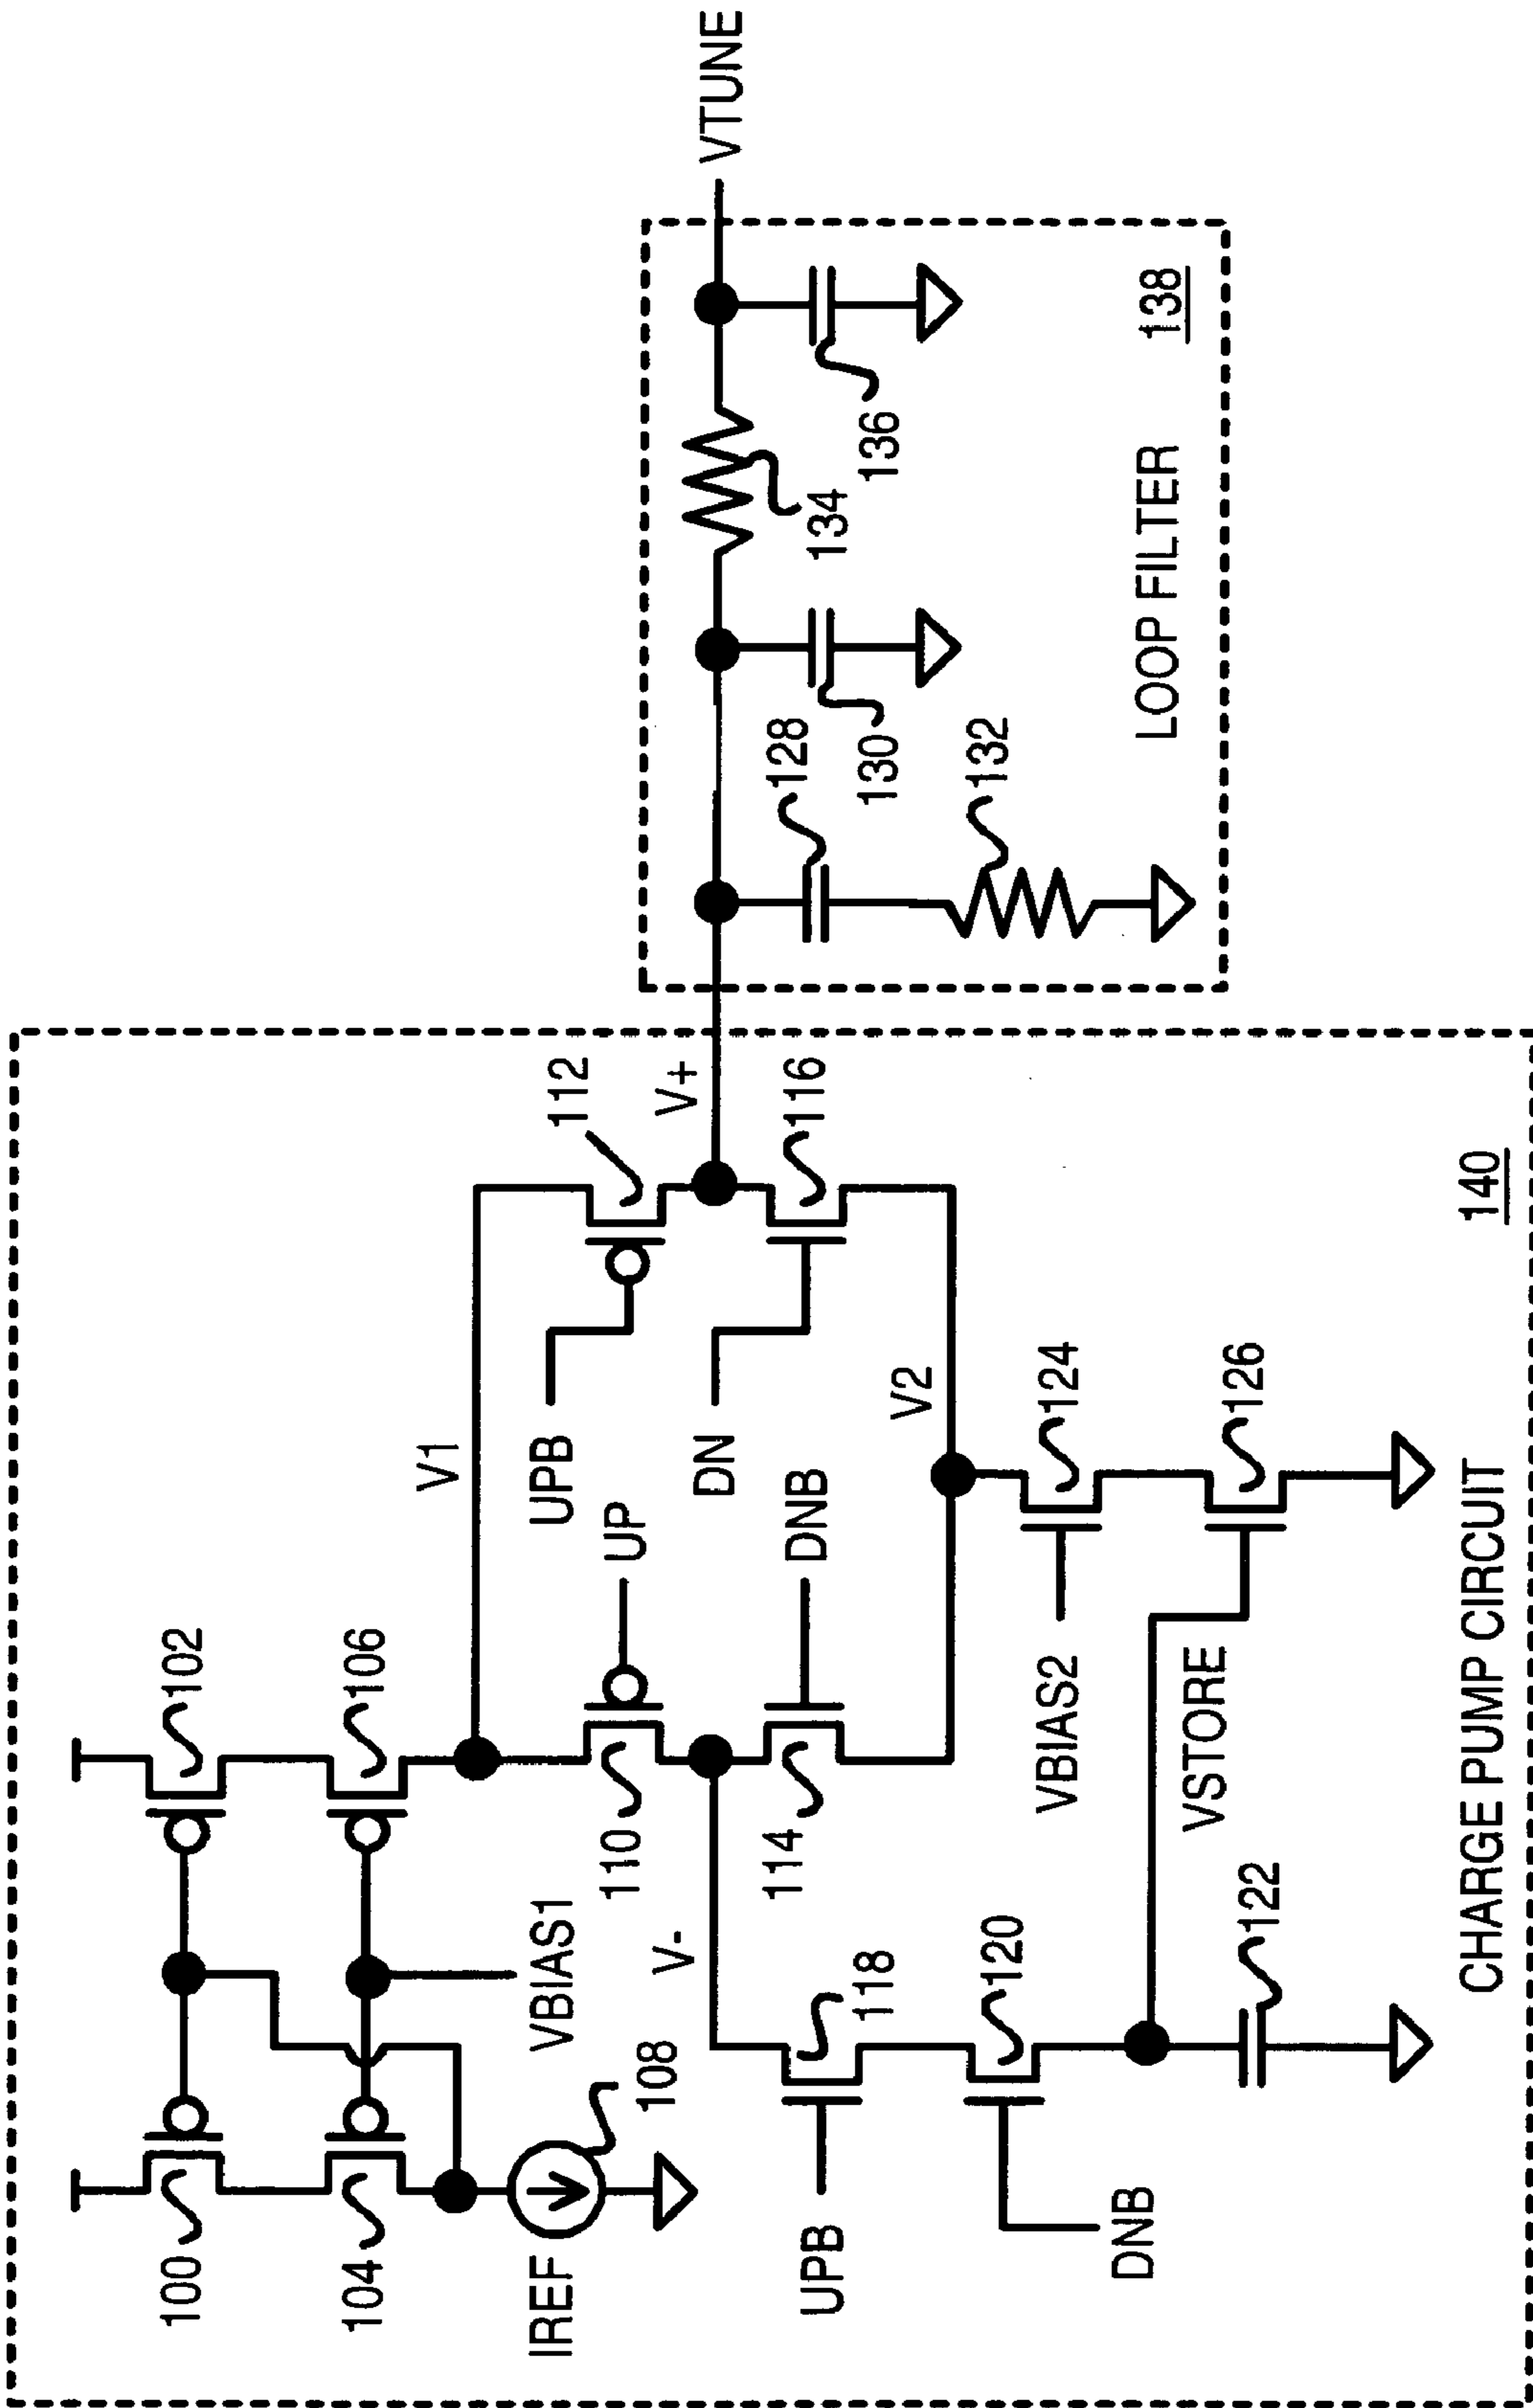 100
102
104
106
IREF
108
VBIAS1
V1
UPB
112
UP
110
V-
V+
VTUNE
DN
114
DNB
116
118
UPB
120
DNB
V2
VBIAS2
124
VSTORE
122
126
CHARGE PUMP CIRCUIT
140
128
130
132
134
136
LOOP FILTER
138